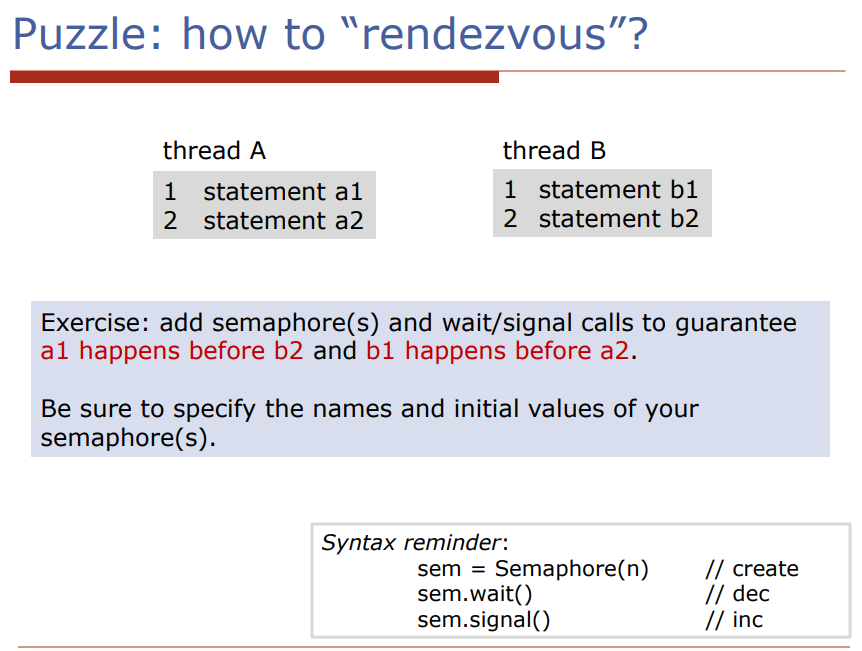 Puzzle: how to “rendezvous”?
thread A
1 statement a1
2 statement a2
thread B
1 statement b1
2 statement b2
Exercise: add semaphore(s) and wait/signal calls to guarantee
a1 happens before b2 and b1 happens before a2.
Be sure to specify the names and initial values of your
semaphore(s).
Syntax reminder:
sem = Semaphore(n) // create
sem.wait() // dec
sem.signal() // inc